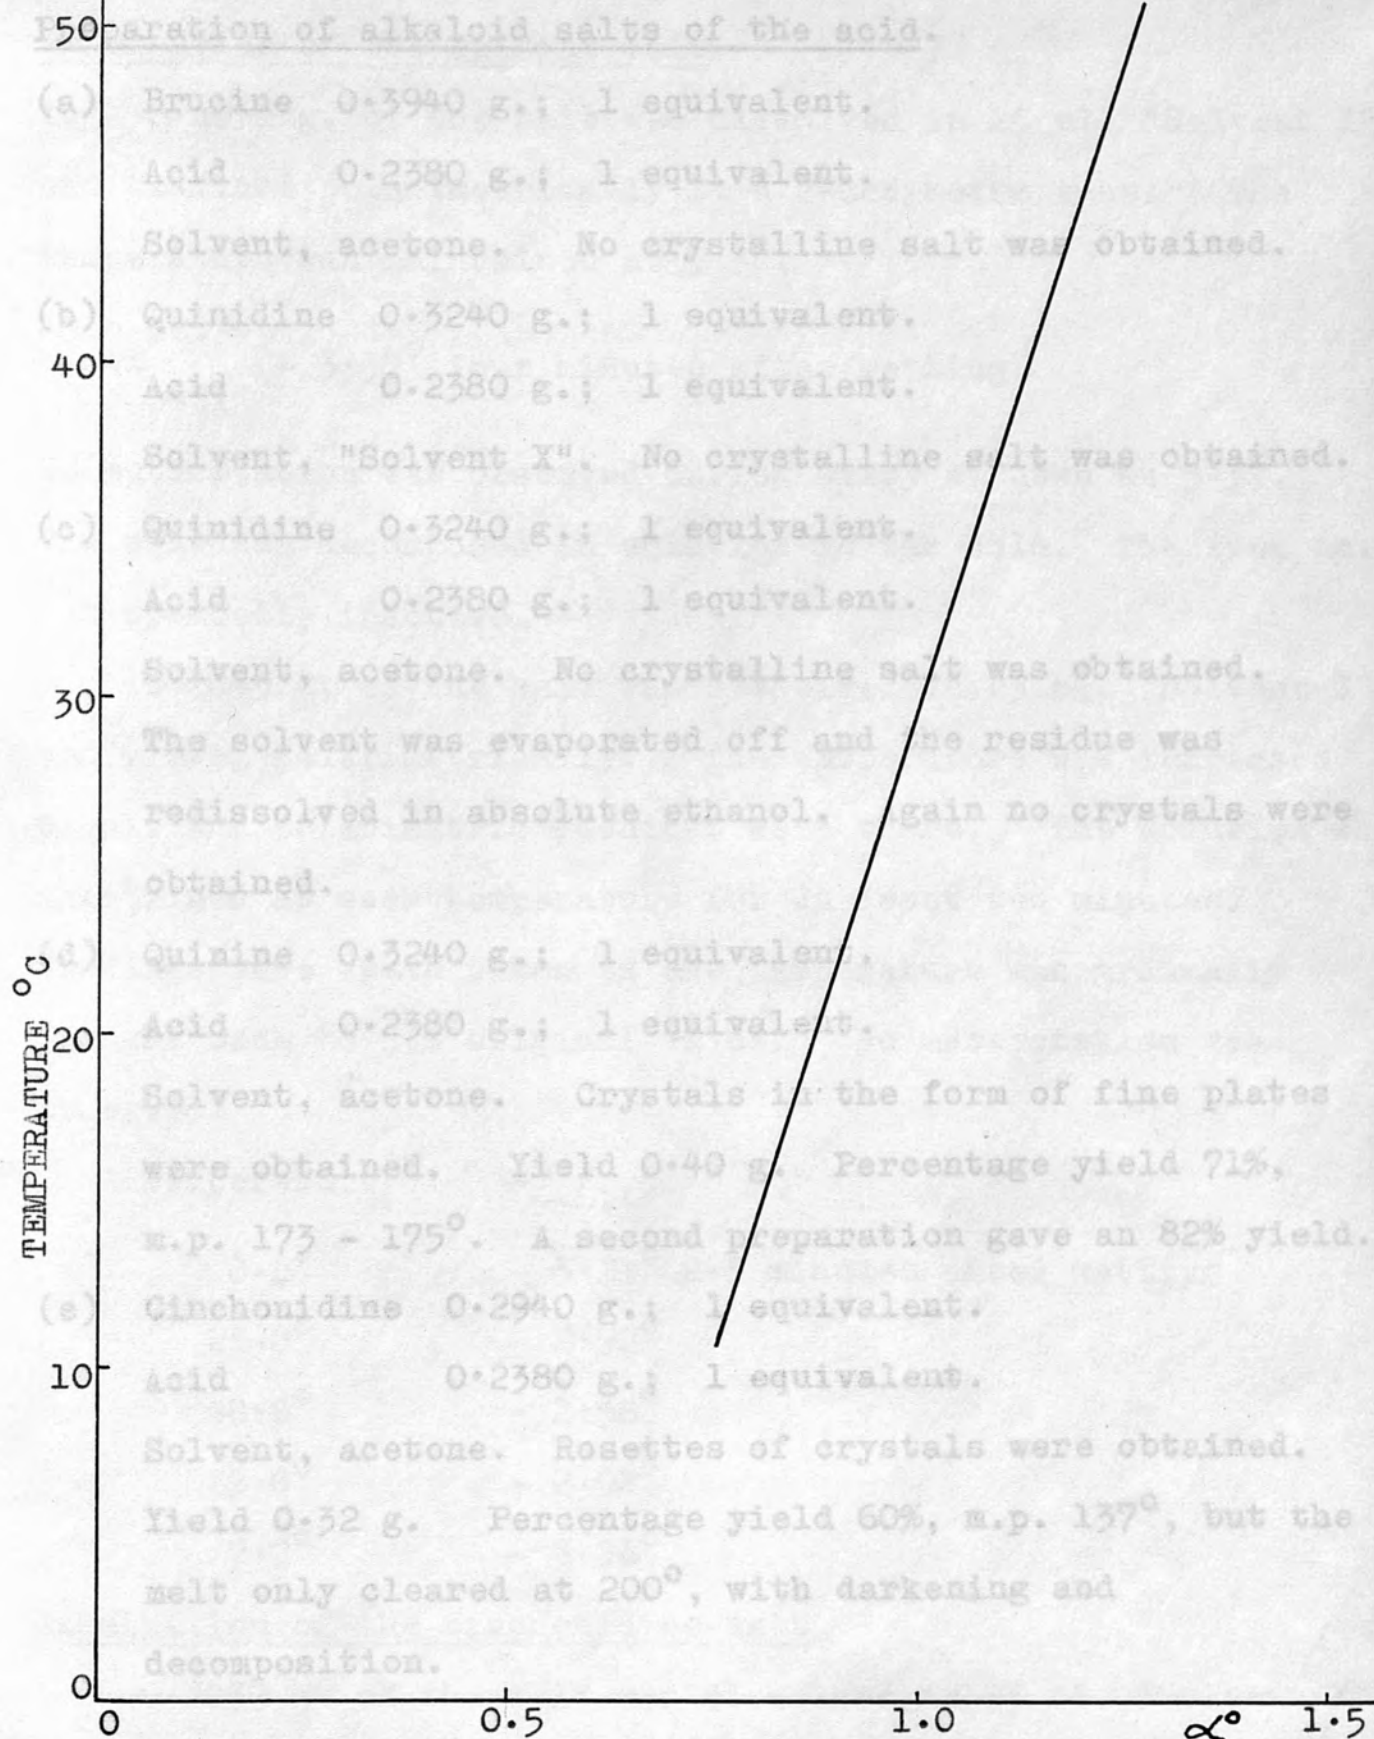 50
Preparation of alkaloid salts of the acid.
(a) Brucine 0·3940 g.; 1 equivalent.
Acid 0·2380 g.; 1 equivalent.
Solvent, acetone. No crystalline salt was obtained.
(b) Quinidine 0·3240 g.; 1 equivalent.
40
Acid 0·2380 g.; 1 equivalent.
Solvent, "Solvent X". No crystalline salt was obtained.
(c) Quinidine 0·3240 g.; 1 equivalent.
Acid 0·2380 g.; 1 equivalent.
Solvent, acetone. No crystalline salt was obtained.
30
The solvent was evaporated off and the residue was
redissolved in absolute ethanol. Again no crystals were
obtained.
(d) Quinine 0·3240 g.; 1 equivalent.
20
Acid 0·2380 g.; 1 equivalent.
Solvent, acetone. Crystals in the form of fine plates
were obtained. Yield 0·40 g. Percentage yield 71%,
m.p. 173 - 175°. A second preparation gave an 82% yield.
(e) Cinchonidine 0·2940 g.; 1 equivalent.
10
Acid 0·2380 g.; 1 equivalent.
Solvent, acetone. Rosettes of crystals were obtained.
Yield 0·32 g. Percentage yield 60%, m.p. 137°, but the
melt only cleared at 200°, with darkening and
decomposition.
0
TEMPERATURE °C
0 0.5 1.0 α° 1.5